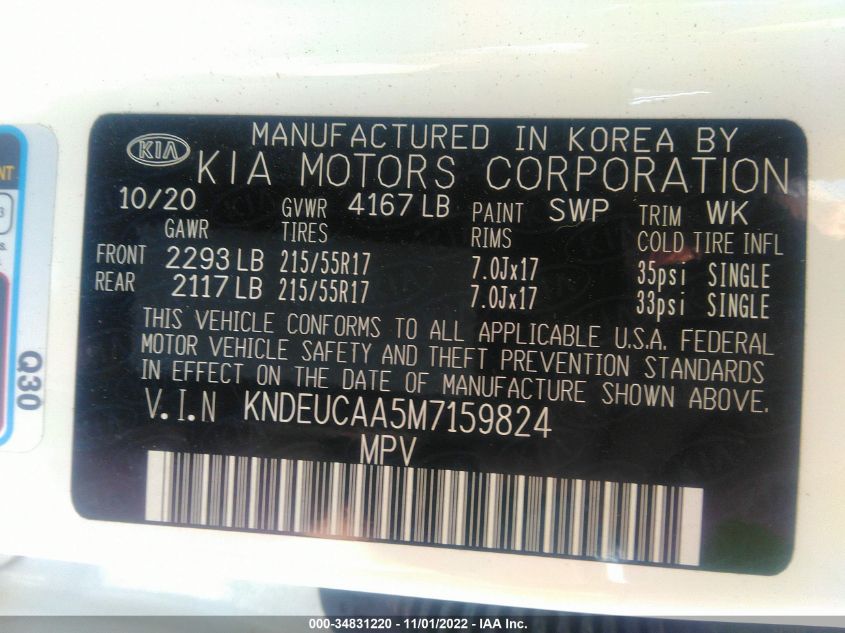 MANUFACTURED IN KOREA BY
KIA KIA MOTORS CORPORATION
10/20 GVWR 4167 LB PAINT SWP TRIM WK
GAWR TIRES RIMS COLD TIRE INFL
FRONT 2293 LB 215/55R17 7.0Jx17 35psi SINGLE
REAR 2117 LB 215/55R17 7.0Jx17 33psi SINGLE
THIS VEHICLE CONFORMS TO ALL APPLICABLE U.S.A. FEDERAL
MOTOR VEHICLE SAFETY AND THEFT PREVENTION STANDARDS
IN EFFECT ON THE DATE OF MANUFACTURE SHOWN ABOVE.
V.I.N KNDEUCAA5M7159824
MPV
NT
3
s.
Q30
000-34831220 - 11/01/2022 - IAA Inc.